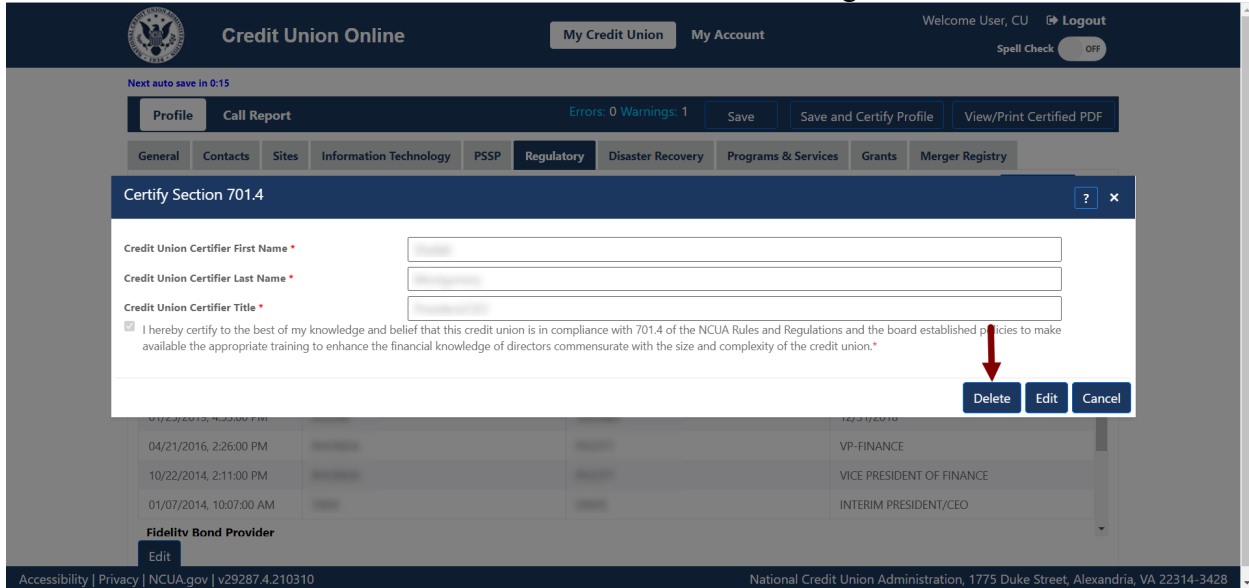 Credit Union Online
My Credit Union
My Account
Welcome User, CU
Logout
Spell Check OFF
Next auto save in 0:15
Profile
Call Report
Errors: 0 Warnings: 1
Save
Save and Certify Profile
View/Print Certified PDF
General
Contacts
Sites
Information Technology
PSSP
Regulatory
Disaster Recovery
Programs & Services
Grants
Merger Registry
Certify Section 701.4
?
×
Credit Union Certifier First Name *
Credit Union Certifier Last Name *
Credit Union Certifier Title *
I hereby certify to the best of my knowledge and belief that this credit union is in compliance with 701.4 of the NCUA Rules and Regulations and the board established policies to make
available the appropriate training to enhance the financial knowledge of directors commensurate with the size and complexity of the credit union.*
Delete
Edit
Cancel
04/21/2016, 2:26:00 PM
VP-FINANCE
10/22/2014, 2:11:00 PM
VICE PRESIDENT OF FINANCE
01/07/2014, 10:07:00 AM
INTERIM PRESIDENT/CEO
Fidelity Bond Provider
Edit
Accessibility | Privacy | NCUA.gov | v29287.4.210310
National Credit Union Administration, 1775 Duke Street, Alexandria, VA 22314-3428